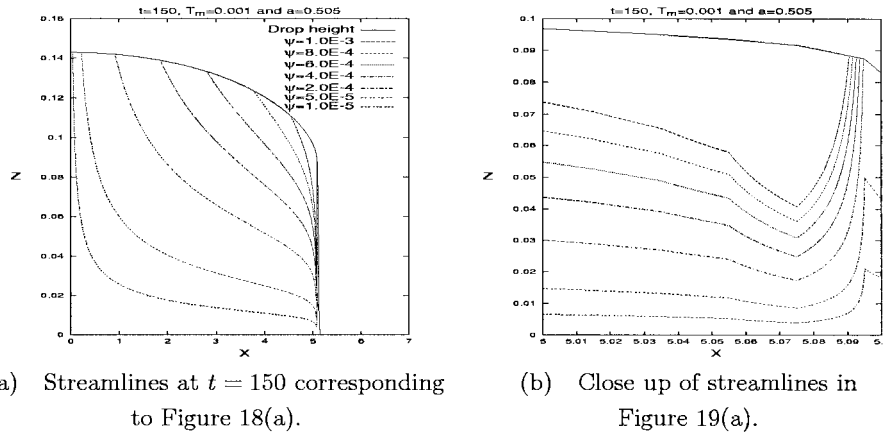 t=150, T_m=0.001 and a=0.505
Drop height
ψ=1.0E-3
ψ=8.0E-4
ψ=6.0E-4
ψ=4.0E-4
ψ=2.0E-4
ψ=5.0E-5
ψ=1.0E-5
0.16
0.14
0.12
0.1
0.08
0.06
0.04
0.02
0
N
0 1 2 3 4 5 6 7
X
a) Streamlines at t = 150 corresponding
to Figure 18(a).
t=150, T_m=0.001 and a=0.505
0.1
0.09
0.08
0.07
0.06
0.05
0.04
0.03
0.02
0.01
0
N
5 5.01 5.02 5.03 5.04 5.05 5.06 5.07 5.08 5.09 5.
X
(b) Close up of streamlines in
Figure 19(a).